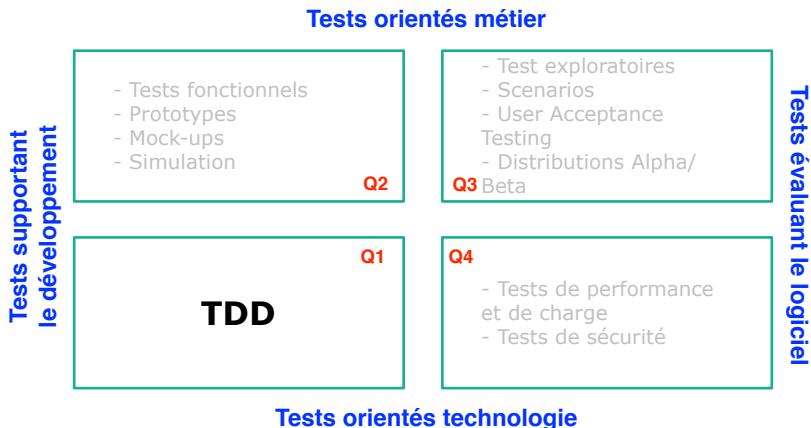 Tests orientés métier
Tests supportant
le développement
- Tests fonctionnels
- Prototypes
- Mock-ups
- Simulation
Q2
- Test exploratoires
- Scenarios
- User Acceptance
Testing
- Distributions Alpha/
Q3 Beta
Tests évaluant le logiciel
Q1
TDD
Q4
- Tests de performance
et de charge
- Tests de sécurité
Tests orientés technologie